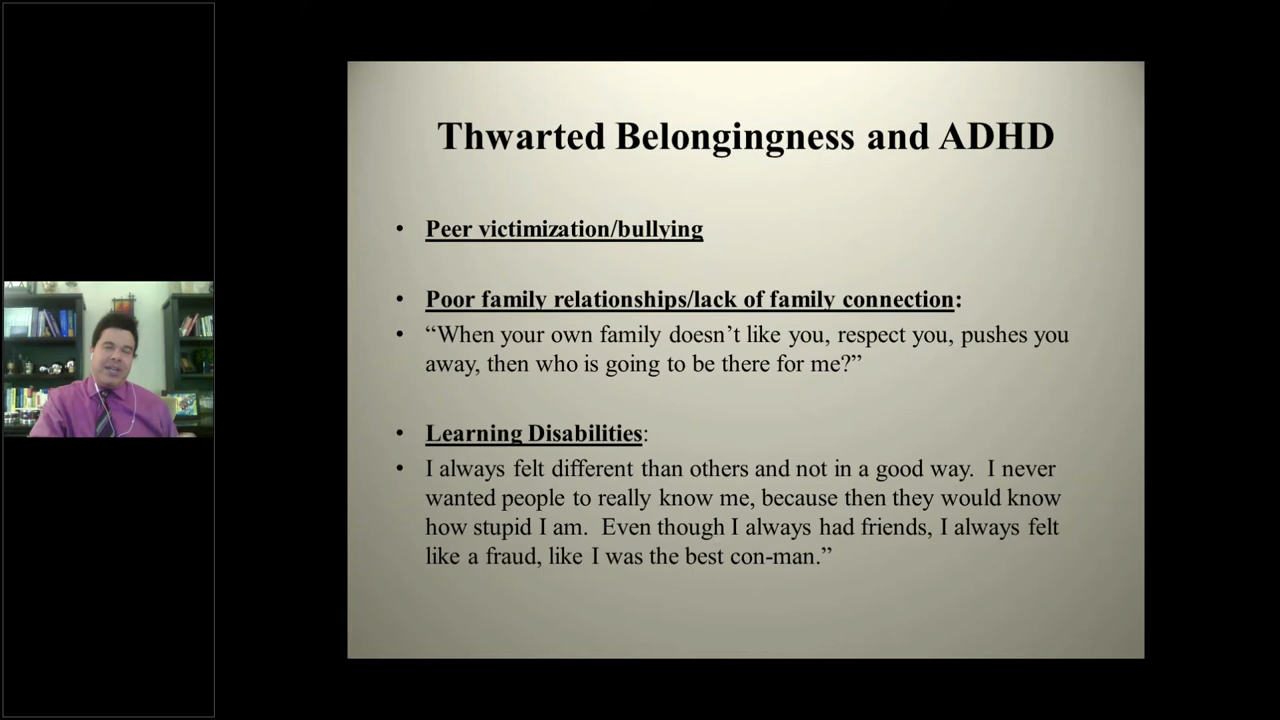 Thwarted Belongingness and ADHD
• Peer victimization/bullying
• Poor family relationships/lack of family connection:
• “When your own family doesn’t like you, respect you, pushes you
away, then who is going to be there for me?”
• Learning Disabilities:
• I always felt different than others and not in a good way.  I never
wanted people to really know me, because then they would know
how stupid I am.  Even though I always had friends, I always felt
like a fraud, like I was the best con-man.”